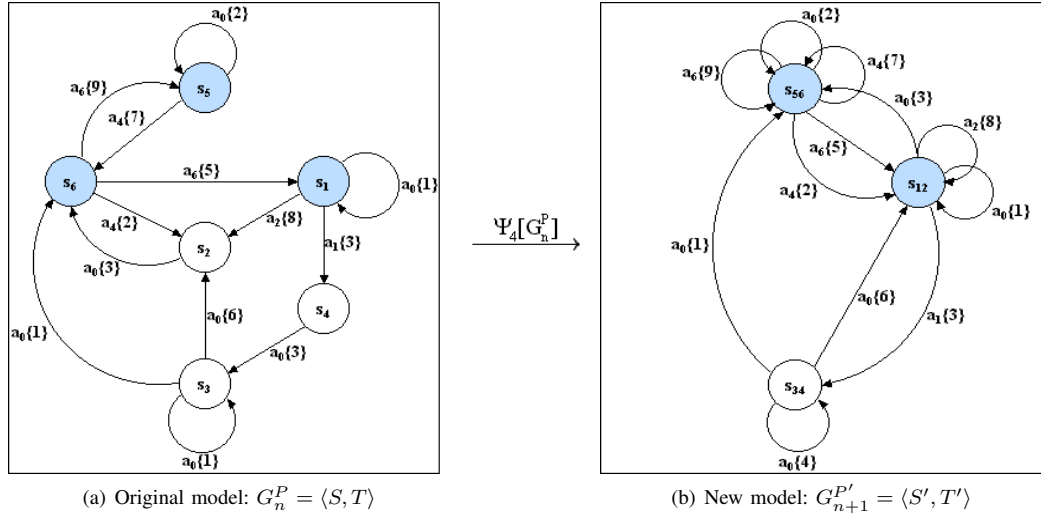 a₀{2}
a₆{9}
s₅
a₄{7}
s₆
a₆{5}
s₁
a₀{1}
a₄{2}
a₂{8}
s₂
a₁{3}
a₀{3}
s₄
a₀{6}
a₀{1}
a₀{3}
s₃
a₀{1}
(a) Original model: G_n^P = ⟨S, T⟩
Ψ₄[G_n^P]
a₀{2}
a₆{9}
a₄{7}
s₅₆
a₀{3}
a₂{8}
a₆{5}
a₄{2}
s₁₂
a₀{1}
a₀{1}
a₀{6}
a₁{3}
s₃₄
a₀{4}
(b) New model: G_{n+1}^{P'} = ⟨S', T'⟩